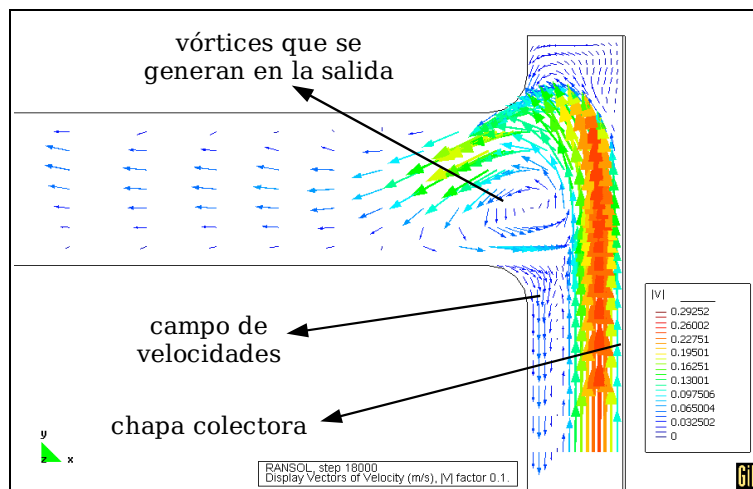 vórtices que se
generan en la salida
campo de
velocidades
chapa colectora
|V|
0.29252
0.26002
0.22751
0.19501
0.16251
0.13001
0.097506
0.065004
0.032502
0
y
z x
RANSOL, step 18000
Display Vectors of Velocity (m/s), |V| factor 0.1.
Gi